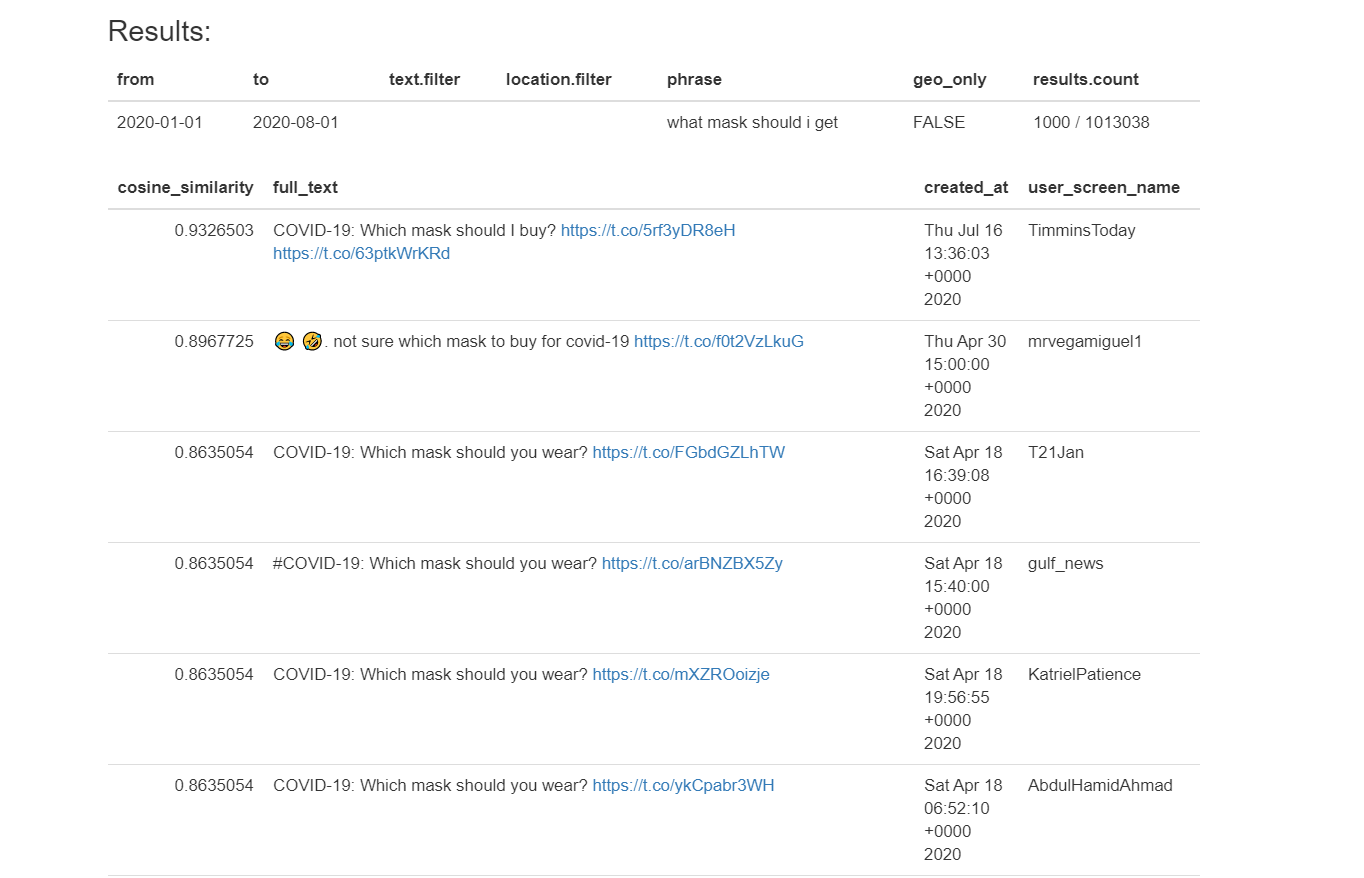 Results:
from to text.filter location.filter phrase geo_only results.count
2020-01-01 2020-08-01 what mask should i get FALSE 1000 / 1013038
cosine_similarity full_text created_at user_screen_name
0.9326503 COVID-19: Which mask should I buy? https://t.co/5rf3yDR8eH Thu Jul 16 TimminsToday
https://t.co/63ptkWrKRd 13:36:03
+0000
2020
0.8967725 😂 🤣. not sure which mask to buy for covid-19 https://t.co/f0t2VzLkuG Thu Apr 30 mrvegamiguel1
15:00:00
+0000
2020
0.8635054 COVID-19: Which mask should you wear? https://t.co/FGbdGZLhTW Sat Apr 18 T21Jan
16:39:08
+0000
2020
0.8635054 #COVID-19: Which mask should you wear? https://t.co/arBNZBX5Zy Sat Apr 18 gulf_news
15:40:00
+0000
2020
0.8635054 COVID-19: Which mask should you wear? https://t.co/mXZROoizje Sat Apr 18 KatrielPatience
19:56:55
+0000
2020
0.8635054 COVID-19: Which mask should you wear? https://t.co/ykCpabr3WH Sat Apr 18 AbdulHamidAhmad
06:52:10
+0000
2020